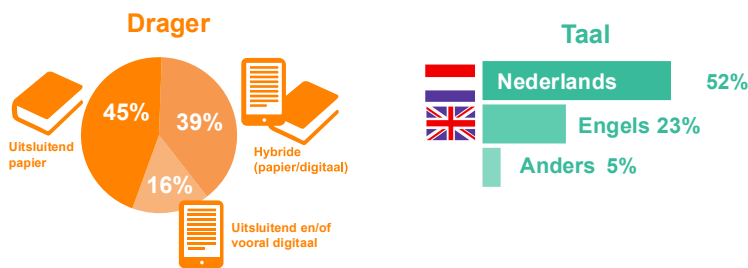 Drager
45%
39%
16%
Uitsluitend
papier
Hybride
(papier/digitaal)
Uitsluitend en/of
vooral digitaal
Taal
Nederlands 52%
Engels 23%
Anders 5%